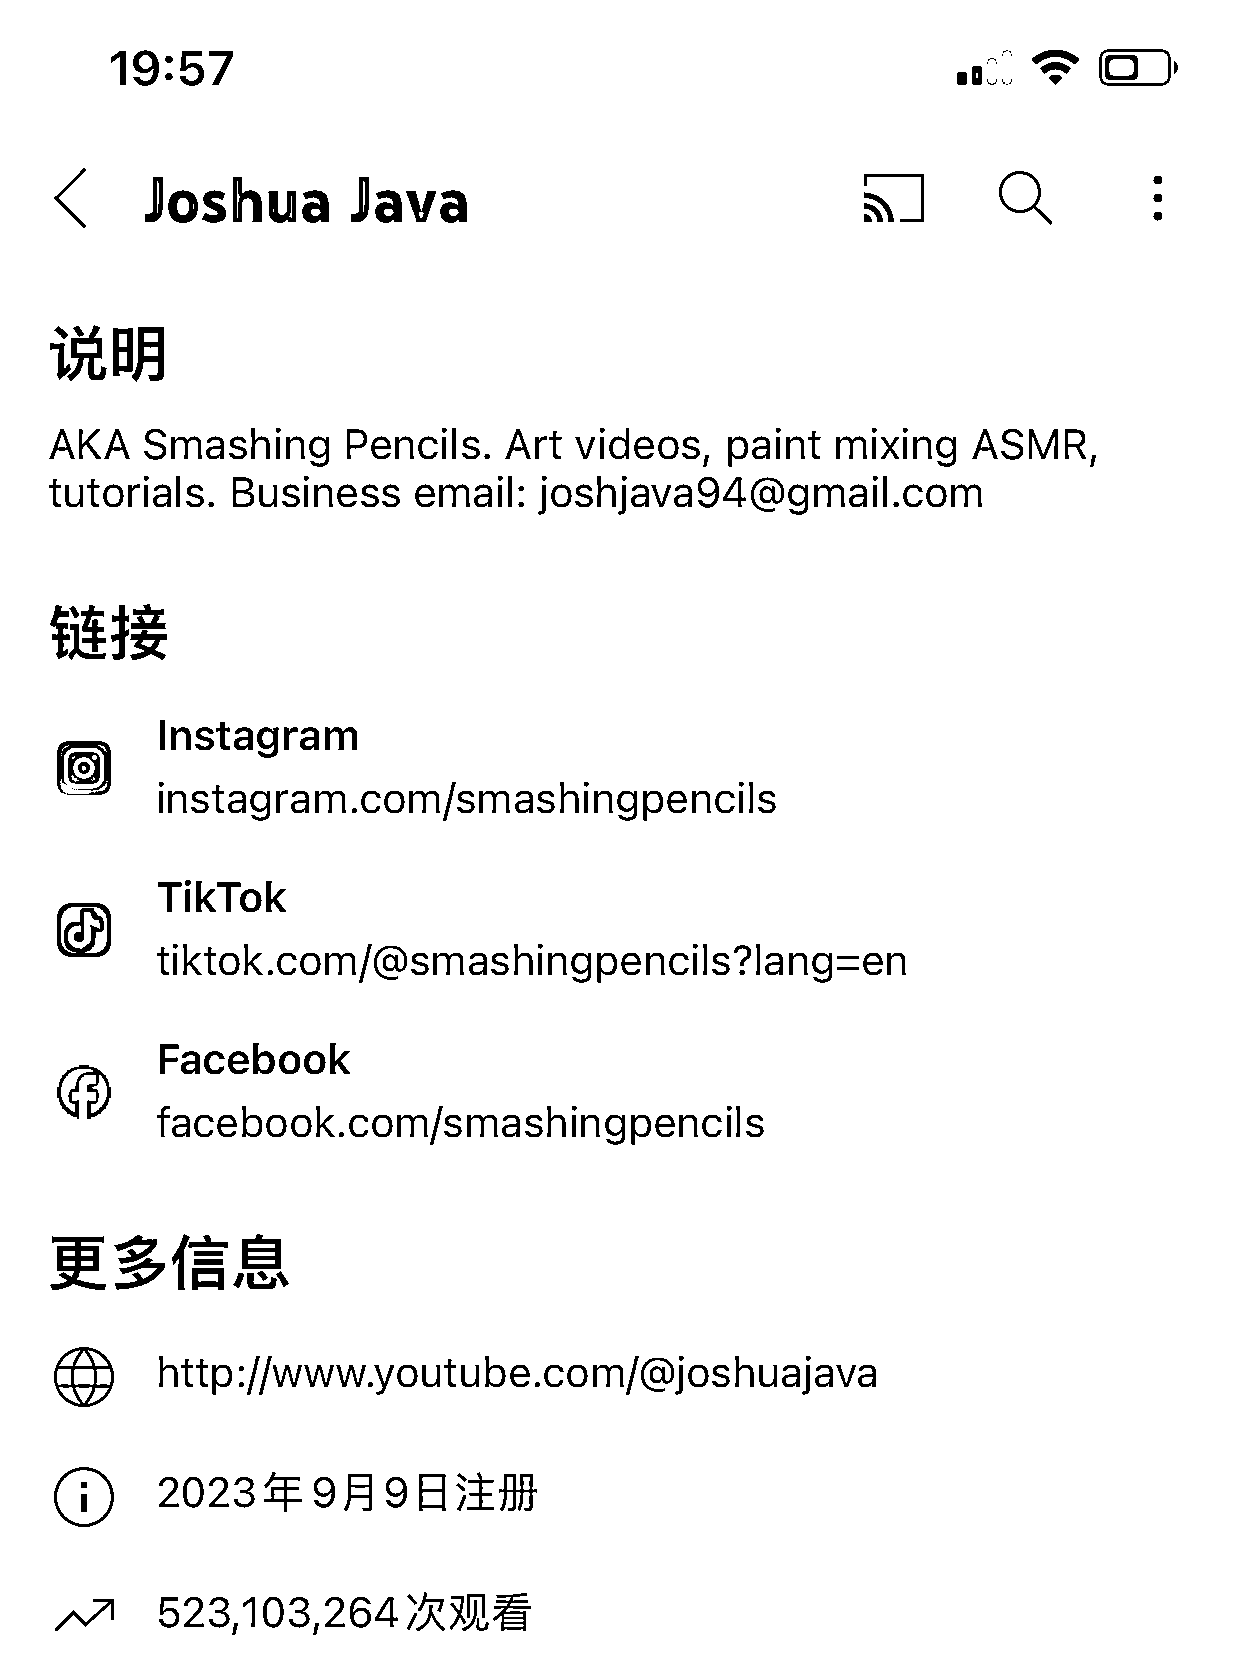 19:57
Joshua Java
说明
AKA Smashing Pencils. Art videos, paint mixing ASMR,
tutorials. Business email: joshjava94@gmail.com
链接
Instagram
instagram.com/smashingpencils
TikTok
tiktok.com/@smashingpencils?lang=en
Facebook
facebook.com/smashingpencils
更多信息
http://www.youtube.com/@joshuajava
2023年9月9日注册
523,103,264次观看